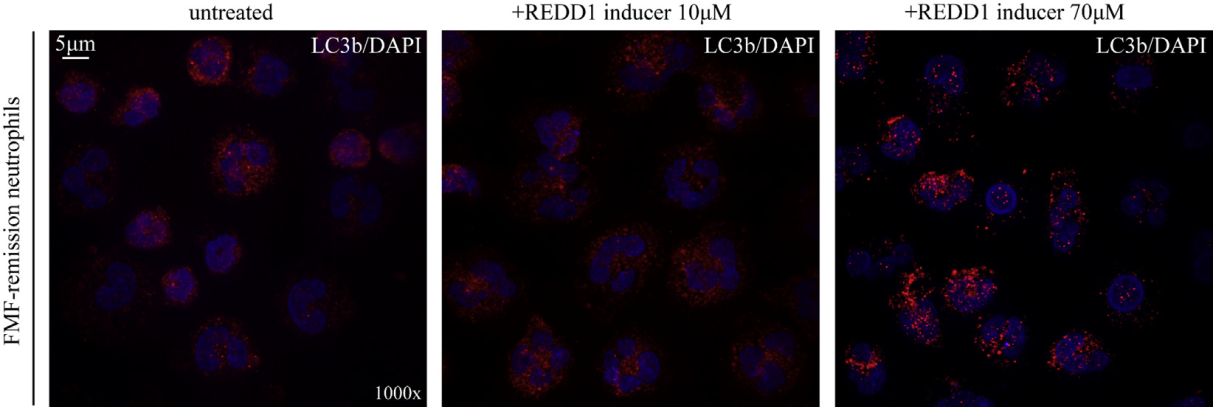 untreated
+REDD1 inducer 10μM
+REDD1 inducer 70μM
FMF-remission neutrophils
5μm
LC3b/DAPI
LC3b/DAPI
LC3b/DAPI
1000x